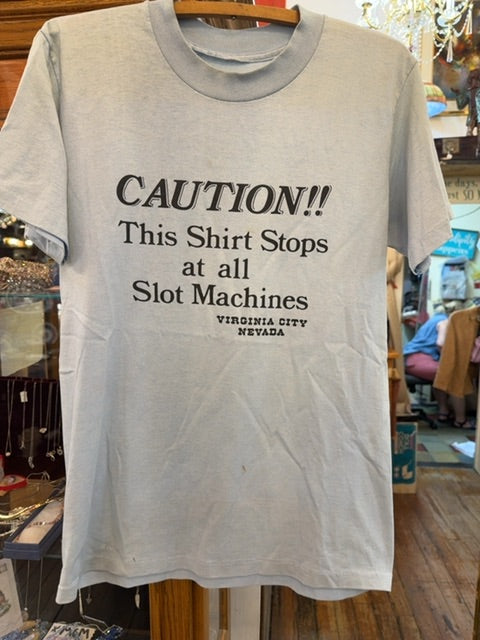 CAUTION!!
This Shirt Stops
at all
Slot Machines
VIRGINIA CITY
NEVADA